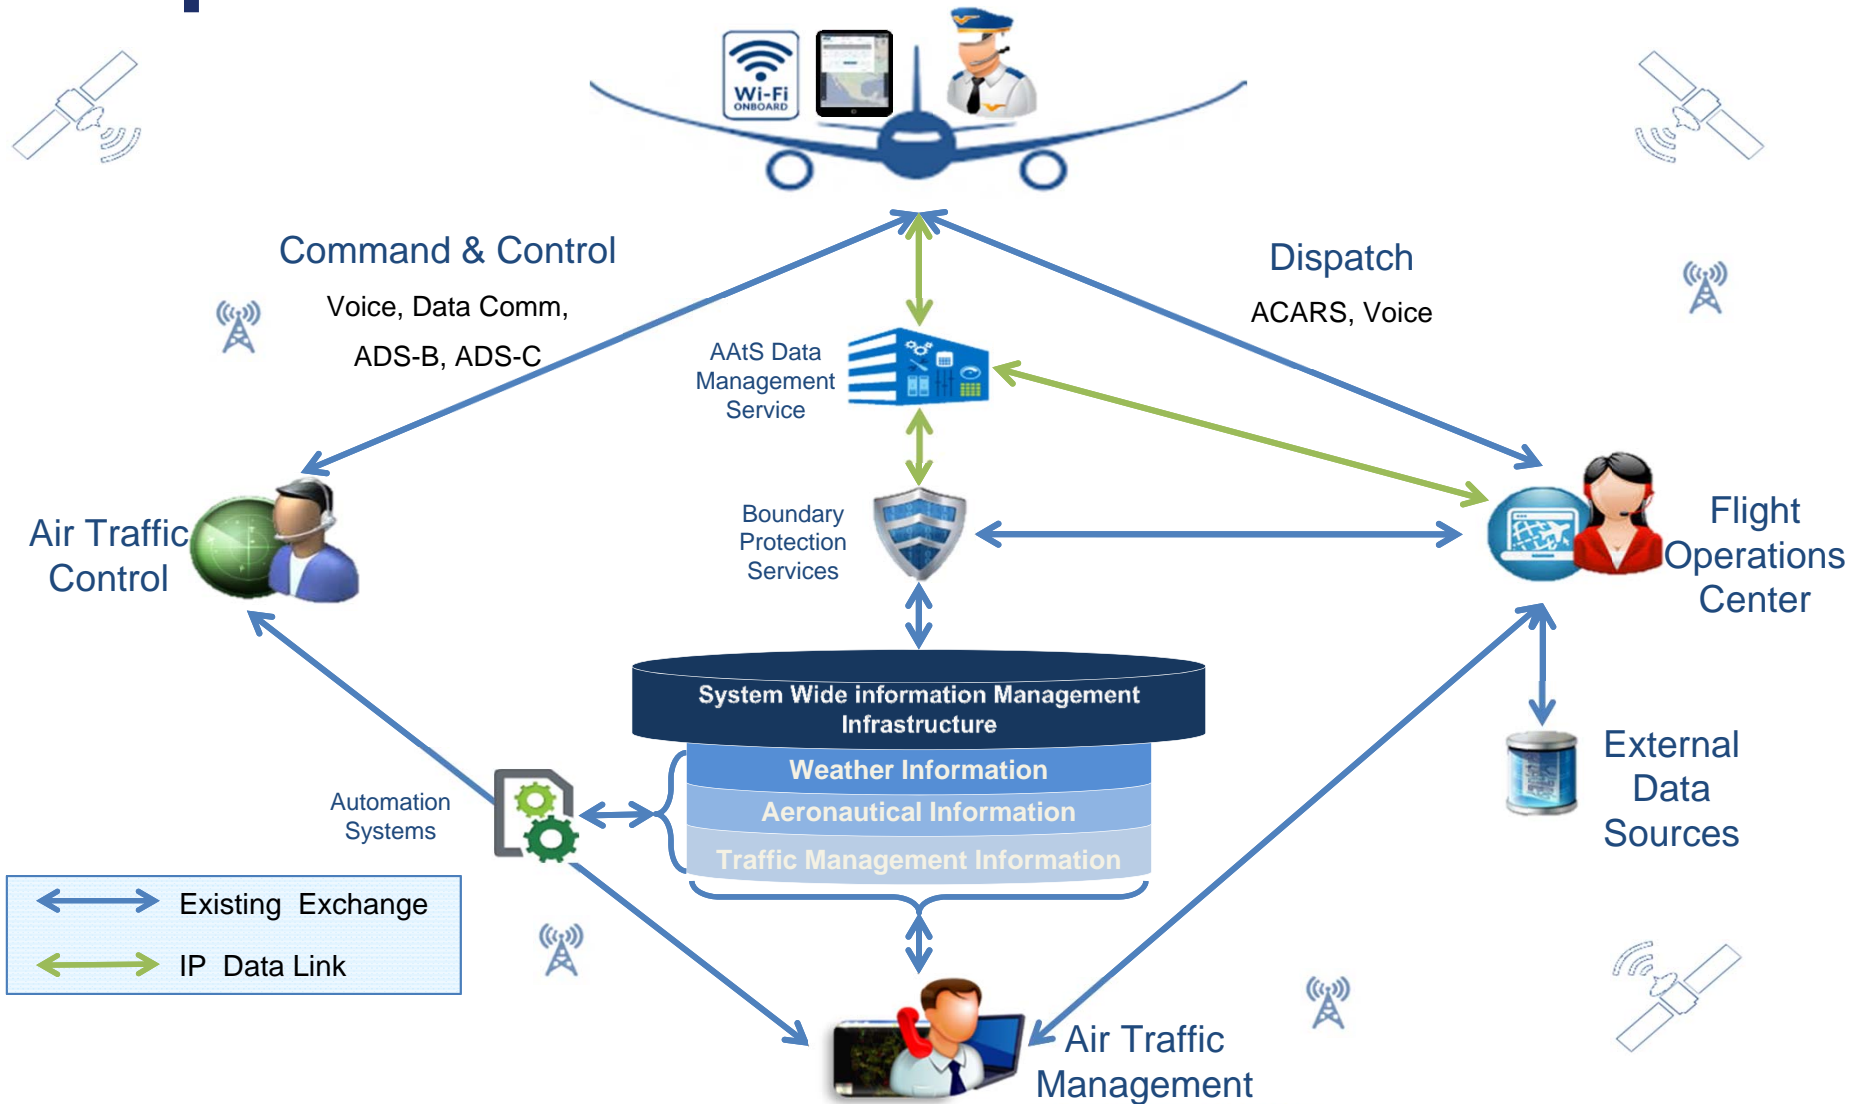 Wi-Fi
ONBOARD
Command & Control
Voice, Data Comm,
ADS-B, ADS-C
Dispatch
ACARS, Voice
AAtS Data
Management
Service
Air Traffic
Control
Boundary
Protection
Services
Flight
Operations
Center
System Wide information Management
Infrastructure
Weather Information
Aeronautical Information
Traffic Management Information
Automation
Systems
External
Data
Sources
Existing Exchange
IP Data Link
Air Traffic
Management